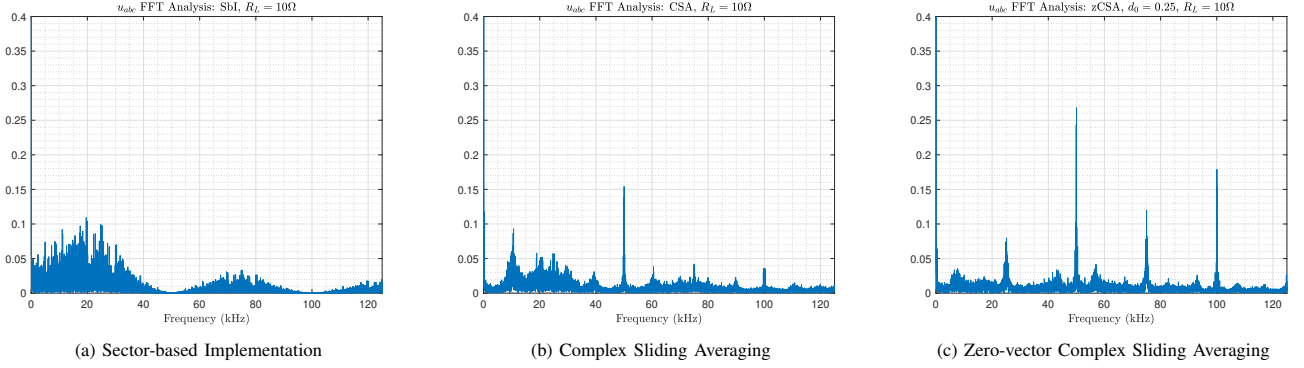 u_abc FFT Analysis: SbI, R_L = 10Ω
0.4
0.35
0.3
0.25
0.2
0.15
0.1
0.05
0
0 20 40 60 80 100 120
Frequency (kHz)
(a) Sector-based Implementation
u_abc FFT Analysis: CSA, R_L = 10Ω
0.4
0.35
0.3
0.25
0.2
0.15
0.1
0.05
0
0 20 40 60 80 100 120
Frequency (kHz)
(b) Complex Sliding Averaging
u_abc FFT Analysis: zCSA, d_0 = 0.25, R_L = 10Ω
0.4
0.35
0.3
0.25
0.2
0.15
0.1
0.05
0
0 20 40 60 80 100 120
Frequency (kHz)
(c) Zero-vector Complex Sliding Averaging